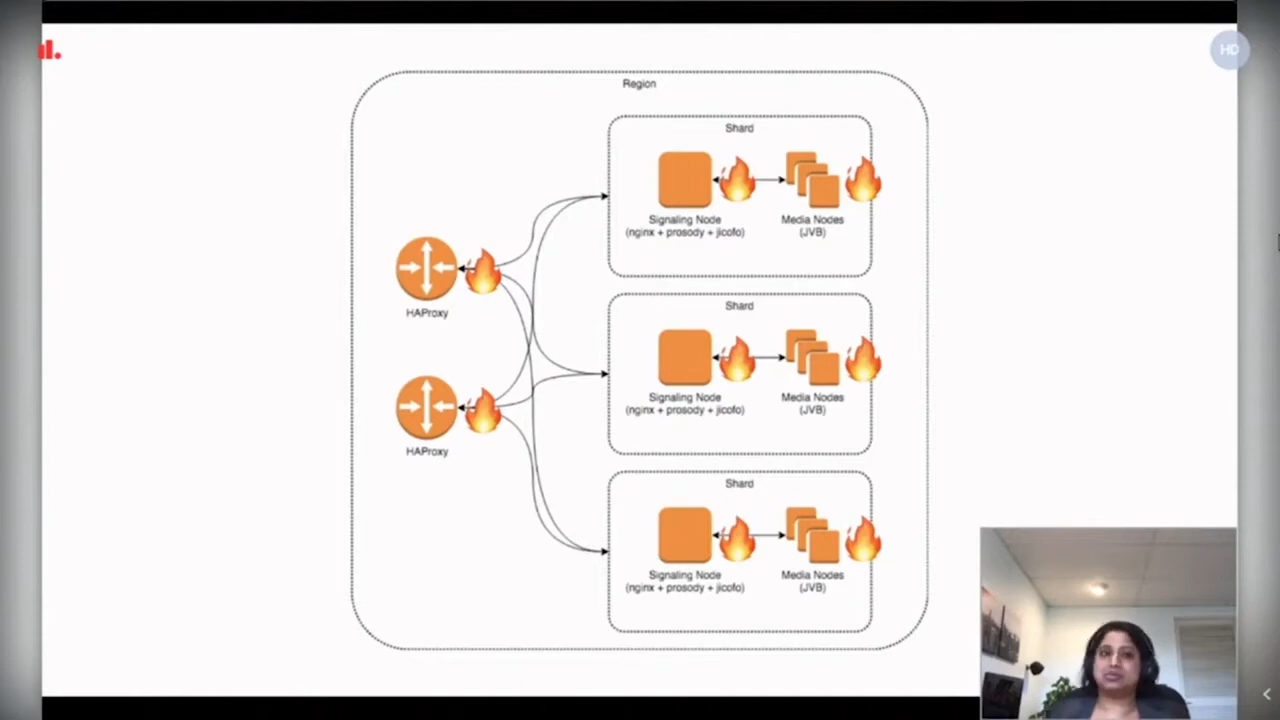 HD
Region
Shard
Signaling Node
(nginx + prosody + jicofo)
Media Nodes
(JVB)
HAProxy
Shard
Signaling Node
(nginx + prosody + jicofo)
Media Nodes
(JVB)
HAProxy
Shard
Signaling Node
(nginx + prosody + jicofo)
Media Nodes
(JVB)